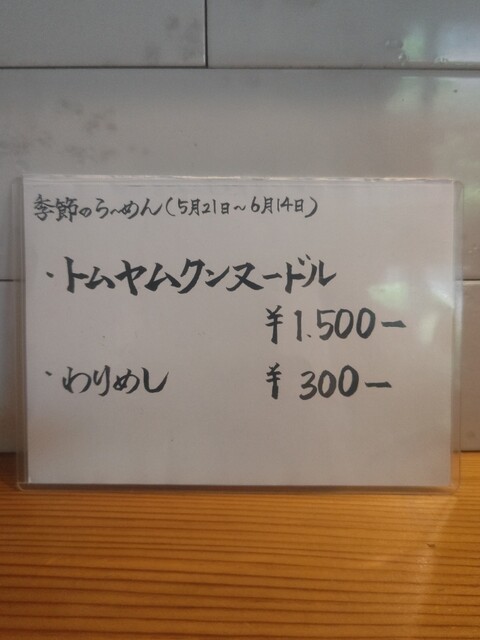 季節のらーめん(5月21日~6月14日)
・トムヤムクンヌードル
¥1.500ー
・わりめし ¥300ー